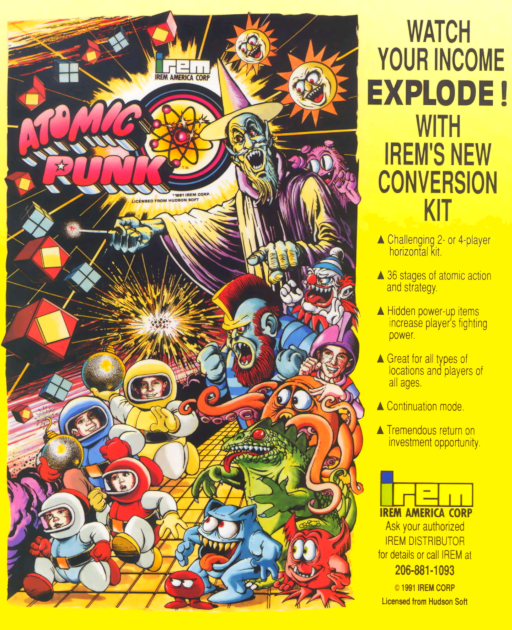 irem
IREM AMERICA CORP
ATOMIC
PUNK
©1991 IREM CORP.
LICENSED FROM HUDSON SOFT
WATCH
YOUR INCOME
EXPLODE!
WITH
IREM'S NEW
CONVERSION
KIT
▲ Challenging 2- or 4-player
horizontal kit.
▲ 36 stages of atomic action
and strategy.
▲ Hidden power-up items
increase player's fighting
power.
▲ Great for all types of
locations and players of
all ages.
▲ Continuation mode.
▲ Tremendous return on
investment opportunity.
irem
IREM AMERICA CORP
Ask your authorized
IREM DISTRIBUTOR
for details or call IREM at
206-881-1093
© 1991 IREM CORP
Licensed from Hudson Soft